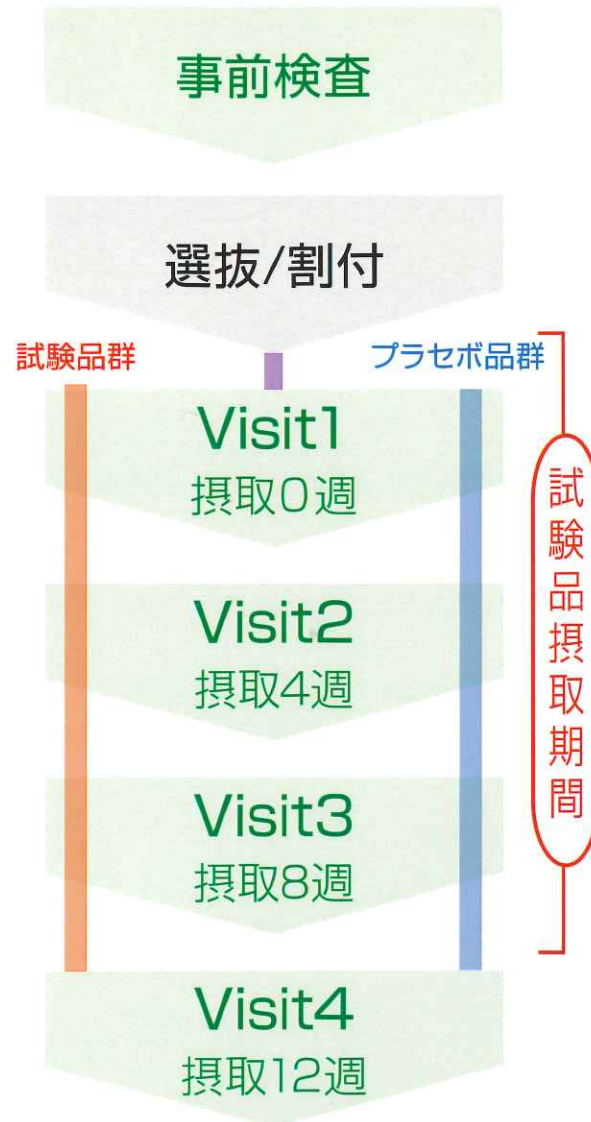 事前検査
選抜/割付
試験品群
プラセボ品群
Visit1
摂取0週
Visit2
摂取4週
Visit3
摂取8週
Visit4
摂取12週
試験品摂取期間